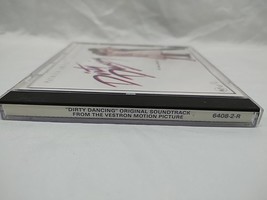 "DIRTY DANCING" ORIGINAL SOUNDTRACK
FROM THE VESTRON MOTION PICTURE
6408-2-R